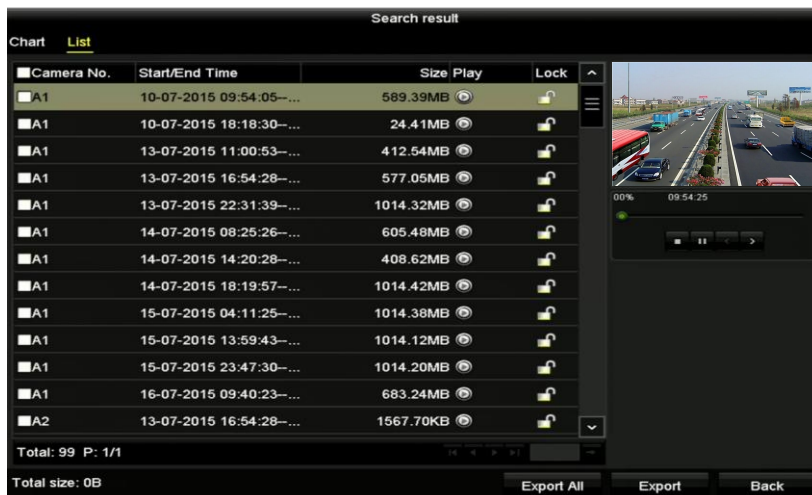 Search result
Chart List
Camera No. Start/End Time Size Play Lock
A1 10-07-2015 09:54:05--... 589.39MB
A1 10-07-2015 18:18:30--... 24.41MB
A1 13-07-2015 11:00:53--... 412.54MB
A1 13-07-2015 16:54:28--... 577.05MB
A1 13-07-2015 22:31:39--... 1014.32MB
A1 14-07-2015 08:25:26--... 605.48MB
A1 14-07-2015 14:20:28--... 408.62MB
A1 14-07-2015 18:19:57--... 1014.42MB
A1 15-07-2015 04:11:25--... 1014.38MB
A1 15-07-2015 13:59:43--... 1014.12MB
A1 15-07-2015 23:47:30--... 1014.20MB
A1 16-07-2015 09:40:23--... 683.24MB
A2 13-07-2015 16:54:28--... 1567.70KB
Total: 99 P: 1/1
00% 09:54:25
Total size: 0B
Export All Export Back